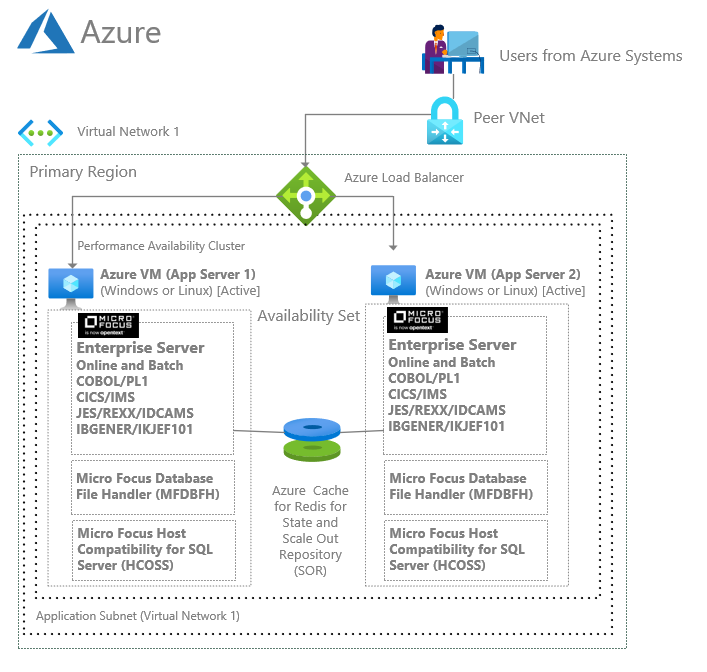 Azure
Users from Azure Systems
Peer VNet
Virtual Network 1
Primary Region
Azure Load Balancer
Performance Availability Cluster
Azure VM (App Server 1)
(Windows or Linux) [Active]
Azure VM (App Server 2)
(Windows or Linux) [Active]
Availability Set
MICRO
FOCUS
is now opentext
Enterprise Server
Online and Batch
COBOL/PL1
CICS/IMS
JES/REXX/IDCAMS
IBGENER/IKJEF101
Micro Focus Database
File Handler (MFDBFH)
Micro Focus Host
Compatibility for SQL
Server (HCOSS)
Azure Cache
for Redis for
State and
Scale Out
Repository
(SOR)
MICRO
FOCUS
is now opentext
Enterprise Server
Online and Batch
COBOL/PL1
CICS/IMS
JES/REXX/IDCAMS
IBGENER/IKJEF101
Micro Focus Database
File Handler (MFDBFH)
Micro Focus Host
Compatibility for SQL
Server (HCOSS)
Application Subnet (Virtual Network 1)